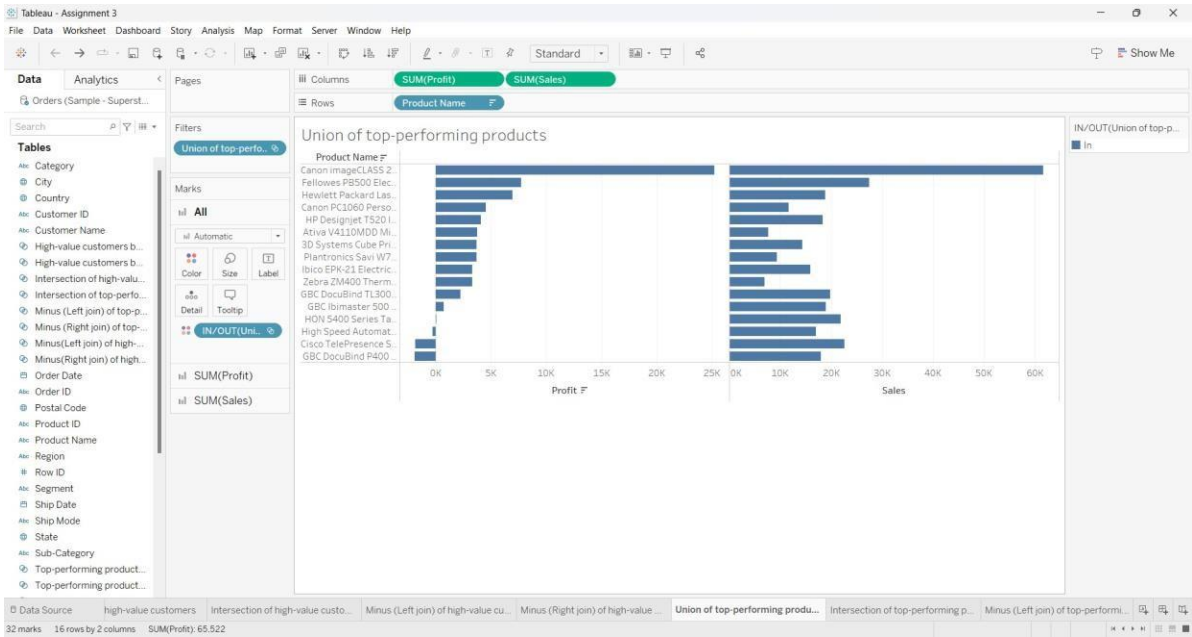 Tableau - Assignment 3
File Data Worksheet Dashboard Story Analysis Map Format Server Window Help
Standard
Show Me
Data Analytics
Pages
Columns SUM(Profit) SUM(Sales)
Orders (Sample - Superst...
Rows Product Name
Search
Filters
Union of top-performing products
IN/OUT(Union of top-p...
Tables
Union of top-perfo..
In
Product Name
Abc Category
City
Country
Abc Customer ID
Abc Customer Name
High-value customers b...
High-value customers b...
Intersection of high-valu...
Intersection of top-perfo...
Minus (Left join) of top-p...
Minus (Right join) of top-...
Minus(Left join) of high-...
Minus(Right join) of high...
Order Date
Abc Order ID
Postal Code
Abc Product ID
Abc Product Name
Abc Region
# Row ID
Abc Segment
Ship Date
Abc Ship Mode
State
Abc Sub-Category
Top-performing product...
Top-performing product...
Marks
All
Automatic
Color Size Label
Detail Tooltip
IN/OUT(Uni..
SUM(Profit)
SUM(Sales)
Canon imageCLASS 2..
Fellowes PB500 Elec..
Hewlett Packard Las..
Canon PC1060 Perso..
HP Designjet T520 I..
Ativa V4110MDD Mi..
3D Systems Cube Pri..
Plantronics Savi W7..
Ibico EPK-21 Electric..
Zebra ZM400 Therm..
GBC DocuBind TL300..
GBC Ibimaster 500 ..
HON 5400 Series Ta..
High Speed Automat..
Cisco TelePresence S..
GBC DocuBind P400 ..
0K 5K 10K 15K 20K 25K 0K 10K 20K 30K 40K 50K 60K
Profit Sales
Data Source high-value customers Intersection of high-value custo... Minus (Left join) of high-value cu... Minus (Right join) of high-value ... Union of top-performing produ... Intersection of top-performing p... Minus (Left join) of top-performi...
32 marks 16 rows by 2 columns SUM(Profit): 65,522